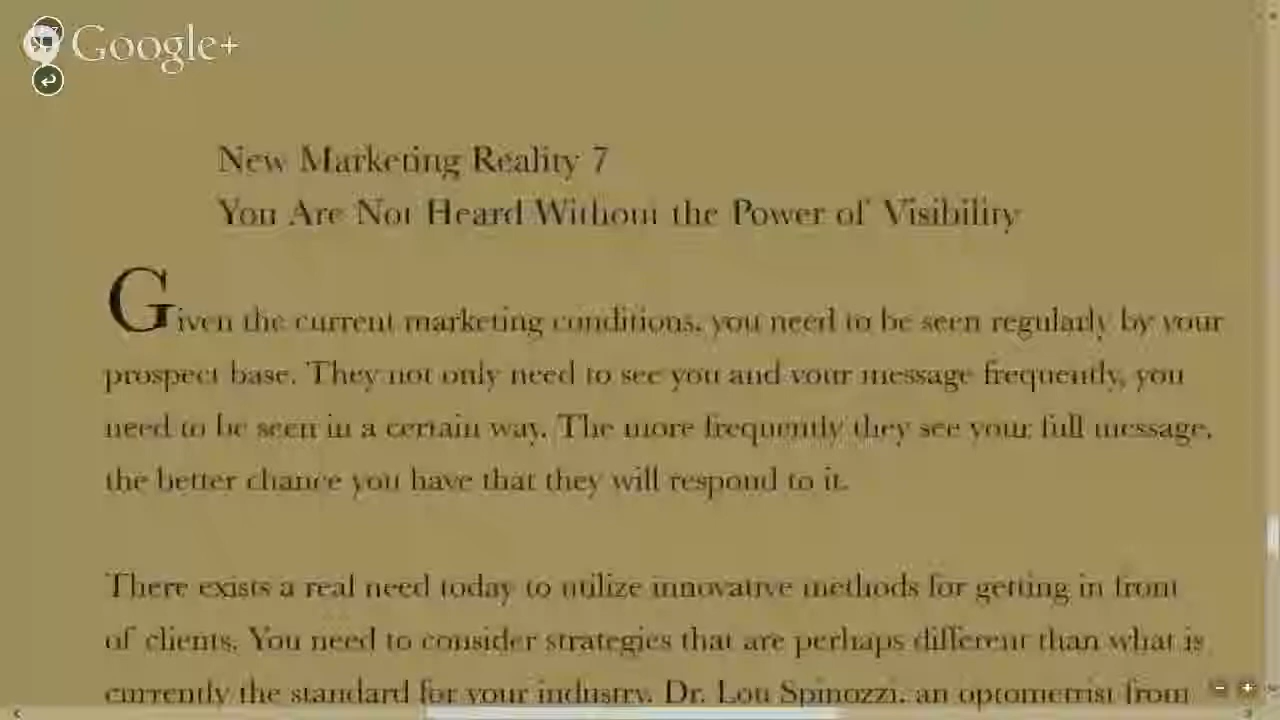 Google+
New Marketing Reality 7
You Are Not Heard Without the Power of Visibility
Given the current marketing conditions, you need to be seen regularly by your
prospect base. They not only need to see you and your message frequently, you
need to be seen in a certain way. The more frequently they see your full message,
the better chance you have that they will respond to it.
There exists a real need today to utilize innovative methods for getting in front
of clients. You need to consider strategies that are perhaps different than what is
currently the standard for your industry. Dr. Lou Spinozzi, an optometrist from